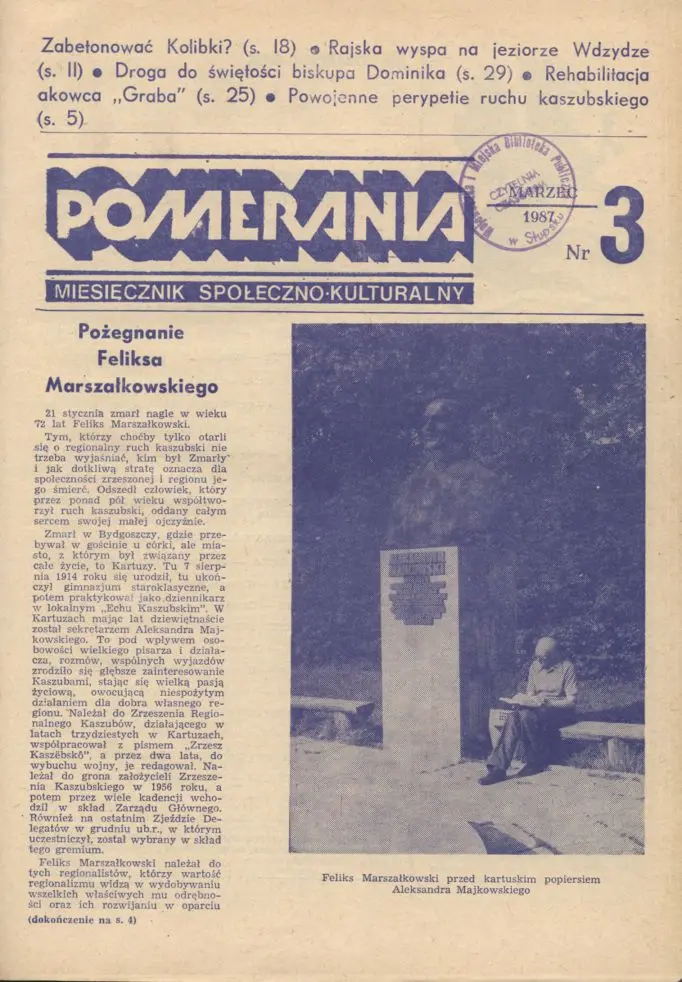 Zabetonować Kolibki? (s. 18) ● Rajska wyspa na jeziorze Wdzydze
(s. 11) ● Droga do świętości biskupa Dominika (s. 29) ● Rehabilitacja
akowca „Graba" (s. 25) ● Powojenne perypetie ruchu kaszubskiego
(s. 5)
POMERANIA
MIESIĘCZNIK SPOŁECZNO-KULTURALNY
MARZEC
1987
Nr 3
i Miejska Biblioteka Publiczna
CZYTELNIA
w Słupsku
Pożegnanie
Feliksa
Marszałkowskiego
21 stycznia zmarł nagle w wieku
72 lat Feliks Marszałkowski.
Tym, którzy choćby tylko otarli
się o regionalny ruch kaszubski nie
trzeba wyjaśniać, kim był Zmarły
i jak dotkliwą stratę oznacza dla
społeczności zrzeszonej i regionu je-
go śmierć. Odszedł człowiek, który
przez ponad pół wieku współtwo-
rzył ruch kaszubski, oddany całym
sercem swojej małej ojczyźnie.
Zmarł w Bydgoszczy, gdzie prze-
bywał w gościnie u córki, ale mia-
sto, z którym był związany przez
całe życie, to Kartuzy. Tu 7 sierp-
nia 1914 roku się urodził, tu ukoń-
czył gimnazjum staroklasyczne, a
potem praktykował jako dziennikarz
w lokalnym „Echu Kaszubskim". W
Kartuzach mając lat dziewiętnaście
został sekretarzem Aleksandra Maj-
kowskiego. To pod wpływem oso-
bowości wielkiego pisarza i działa-
cza, rozmów, wspólnych wyjazdów
zrodziło się głębsze zainteresowanie
Kaszubami, stając się wielką pasją
życiową, owocującą niespożytym
działaniem dla dobra własnego re-
gionu. Należał do Zrzeszenia Regio-
nalnego Kaszubów, działającego w
latach trzydziestych w Kartuzach,
współpracował z pismem „Zrzesz
Kaszëbskô", a przez dwa lata, do
wybuchu wojny, je redagował. Na-
leżał do grona założycieli Zrzesze-
nia Kaszubskiego w 1956 roku, a
potem przez wiele kadencji wcho-
dził w skład Zarządu Głównego.
Również na ostatnim Zjeździe De-
legatów w grudniu ub.r., w którym
uczestniczył, został wybrany w skład
tego gremium.
Feliks Marszałkowski należał do
tych regionalistów, którzy wartość
regionalizmu widzą w wydobywaniu
wszelkich właściwych mu odrębno-
ści oraz ich rozwijaniu w oparciu
(dokończenie na s. 4)
Feliks Marszałkowski przed kartuskim popiersiem
Aleksandra Majkowskiego